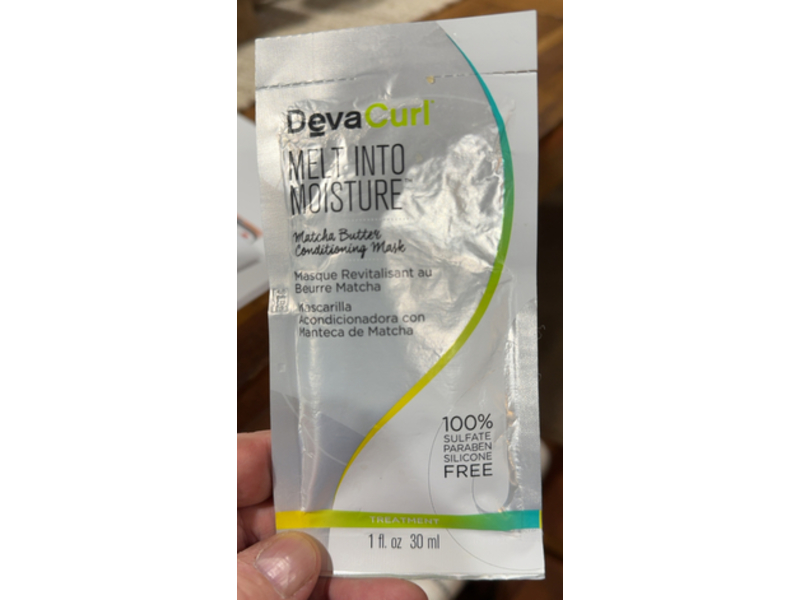 DevaCurl
MELT INTO
MOISTURE™
Matcha Butter
Conditioning Mask
Masque Revitalisant au
Beurre Matcha
Mascarilla
Acondicionadora con
Manteca de Matcha
100%
SULFATE
PARABEN
SILICONE
FREE
TREATMENT
1 fl. oz 30 ml